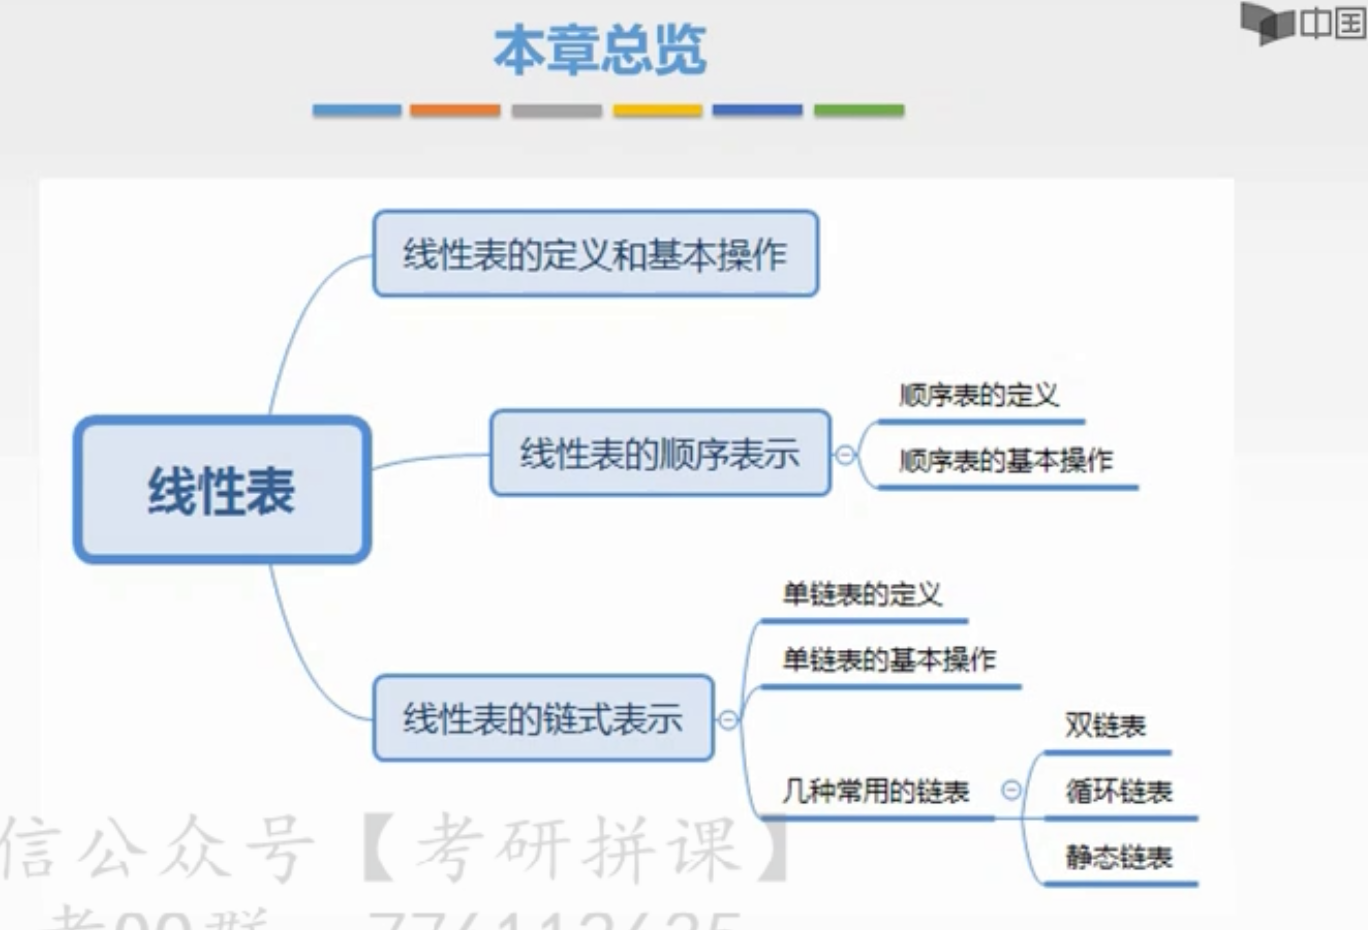 本章总览
中国
线性表的定义和基本操作
线性表
线性表的顺序表示
顺序表的定义
顺序表的基本操作
线性表的链式表示
单链表的定义
单链表的基本操作
几种常用的链表
双链表
循环链表
静态链表
信公众号【考研拼课】